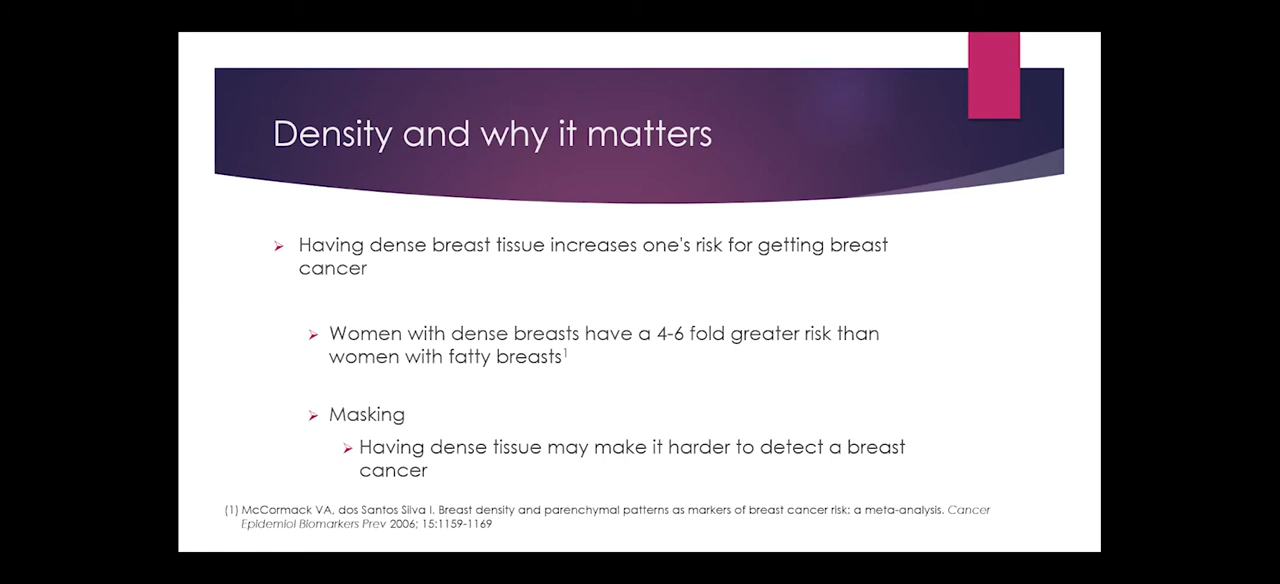 Density and why it matters
Having dense breast tissue increases one's risk for getting breast
cancer
Women with dense breasts have a 4-6 fold greater risk than
women with fatty breasts¹
Masking
Having dense tissue may make it harder to detect a breast
cancer
(1) McCormack VA, dos Santos Silva I. Breast density and parenchymal patterns as markers of breast cancer risk: a meta-analysis. Cancer
Epidemiol Biomarkers Prev 2006; 15:1159-1169